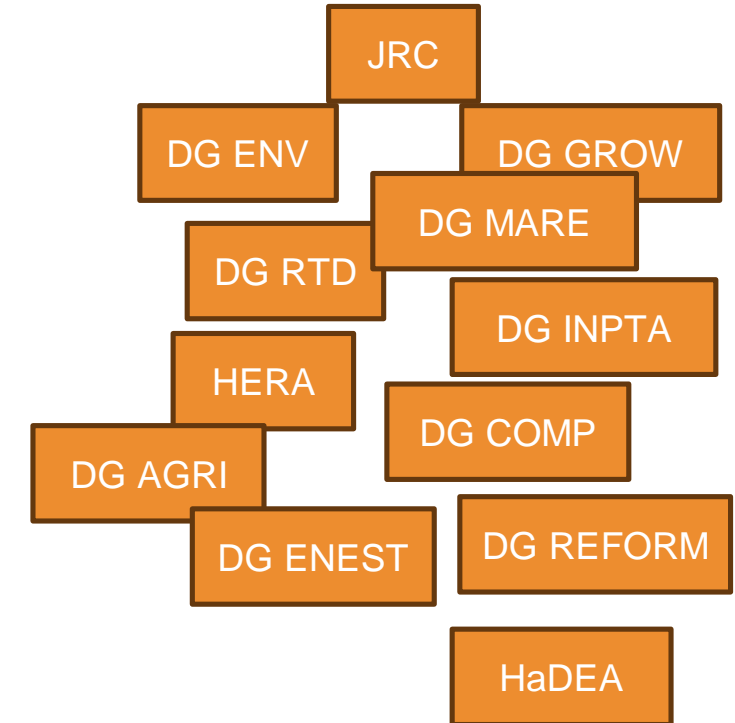 JRC
DG ENV
DG GROW
DG MARE
DG RTD
DG INPTA
HERA
DG COMP
DG AGRI
DG ENEST
DG REFORM
HaDEA